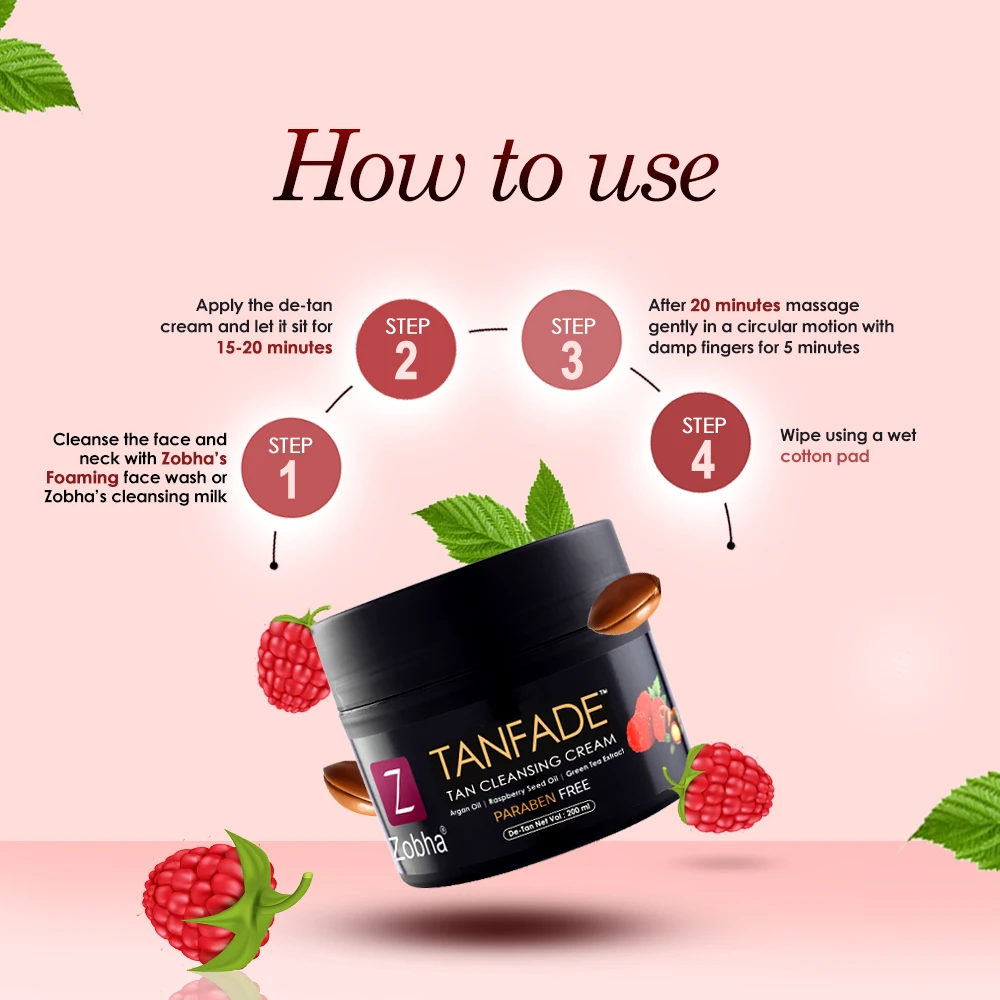 How to use
STEP
1
Cleanse the face and
neck with Zobha's
Foaming face wash or
Zobha's cleansing milk
STEP
2
Apply the de-tan
cream and let it sit for
15-20 minutes
STEP
3
After 20 minutes massage
gently in a circular motion with
damp fingers for 5 minutes
STEP
4
Wipe using a wet
cotton pad
TANFADE™
TAN CLEANSING CREAM
Argan Oil | Raspberry Seed Oil | Green Tea Extract
PARABEN FREE
De-Tan Net Vol : 200 ml
Z
Zobha®